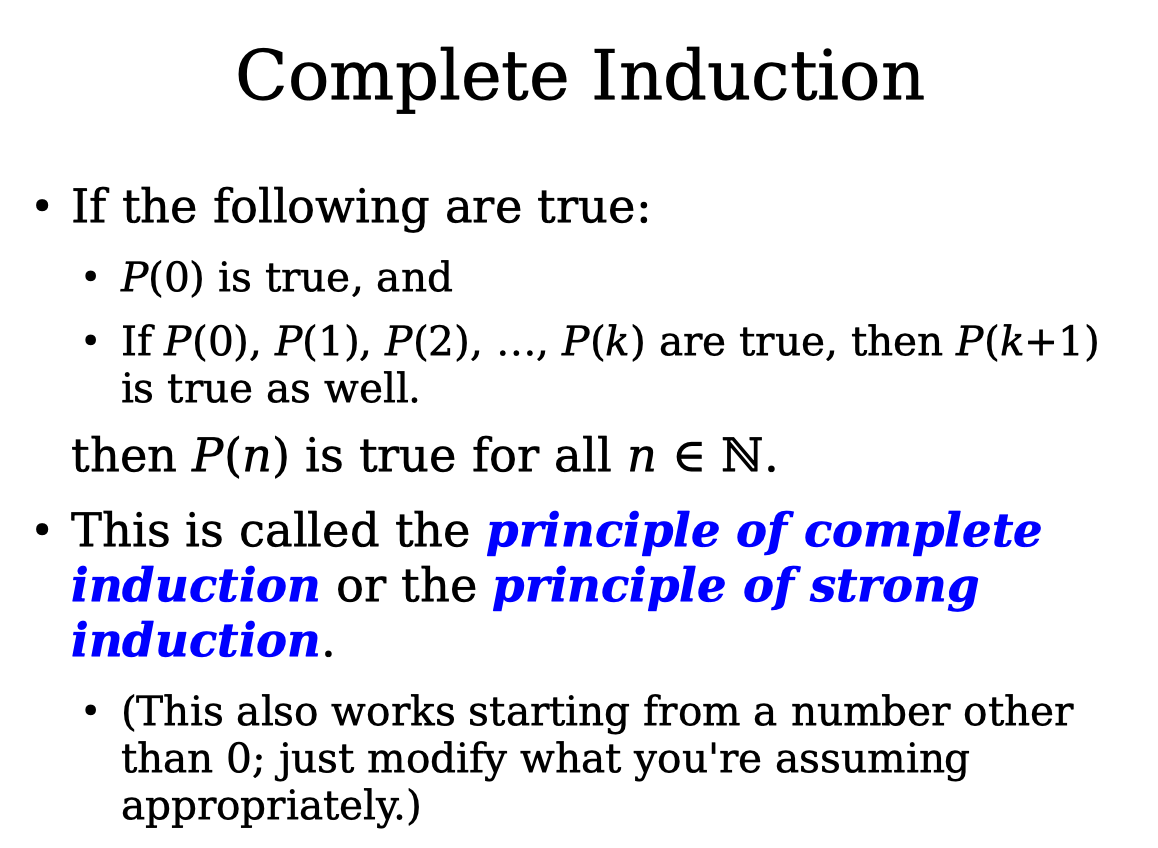 Complete Induction
• If the following are true:
• P(0) is true, and
• If P(0), P(1), P(2), …, P(k) are true, then P(k+1)
is true as well.
then P(n) is true for all n ∈ ℕ.
• This is called the principle of complete
induction or the principle of strong
induction.
• (This also works starting from a number other
than 0; just modify what you're assuming
appropriately.)